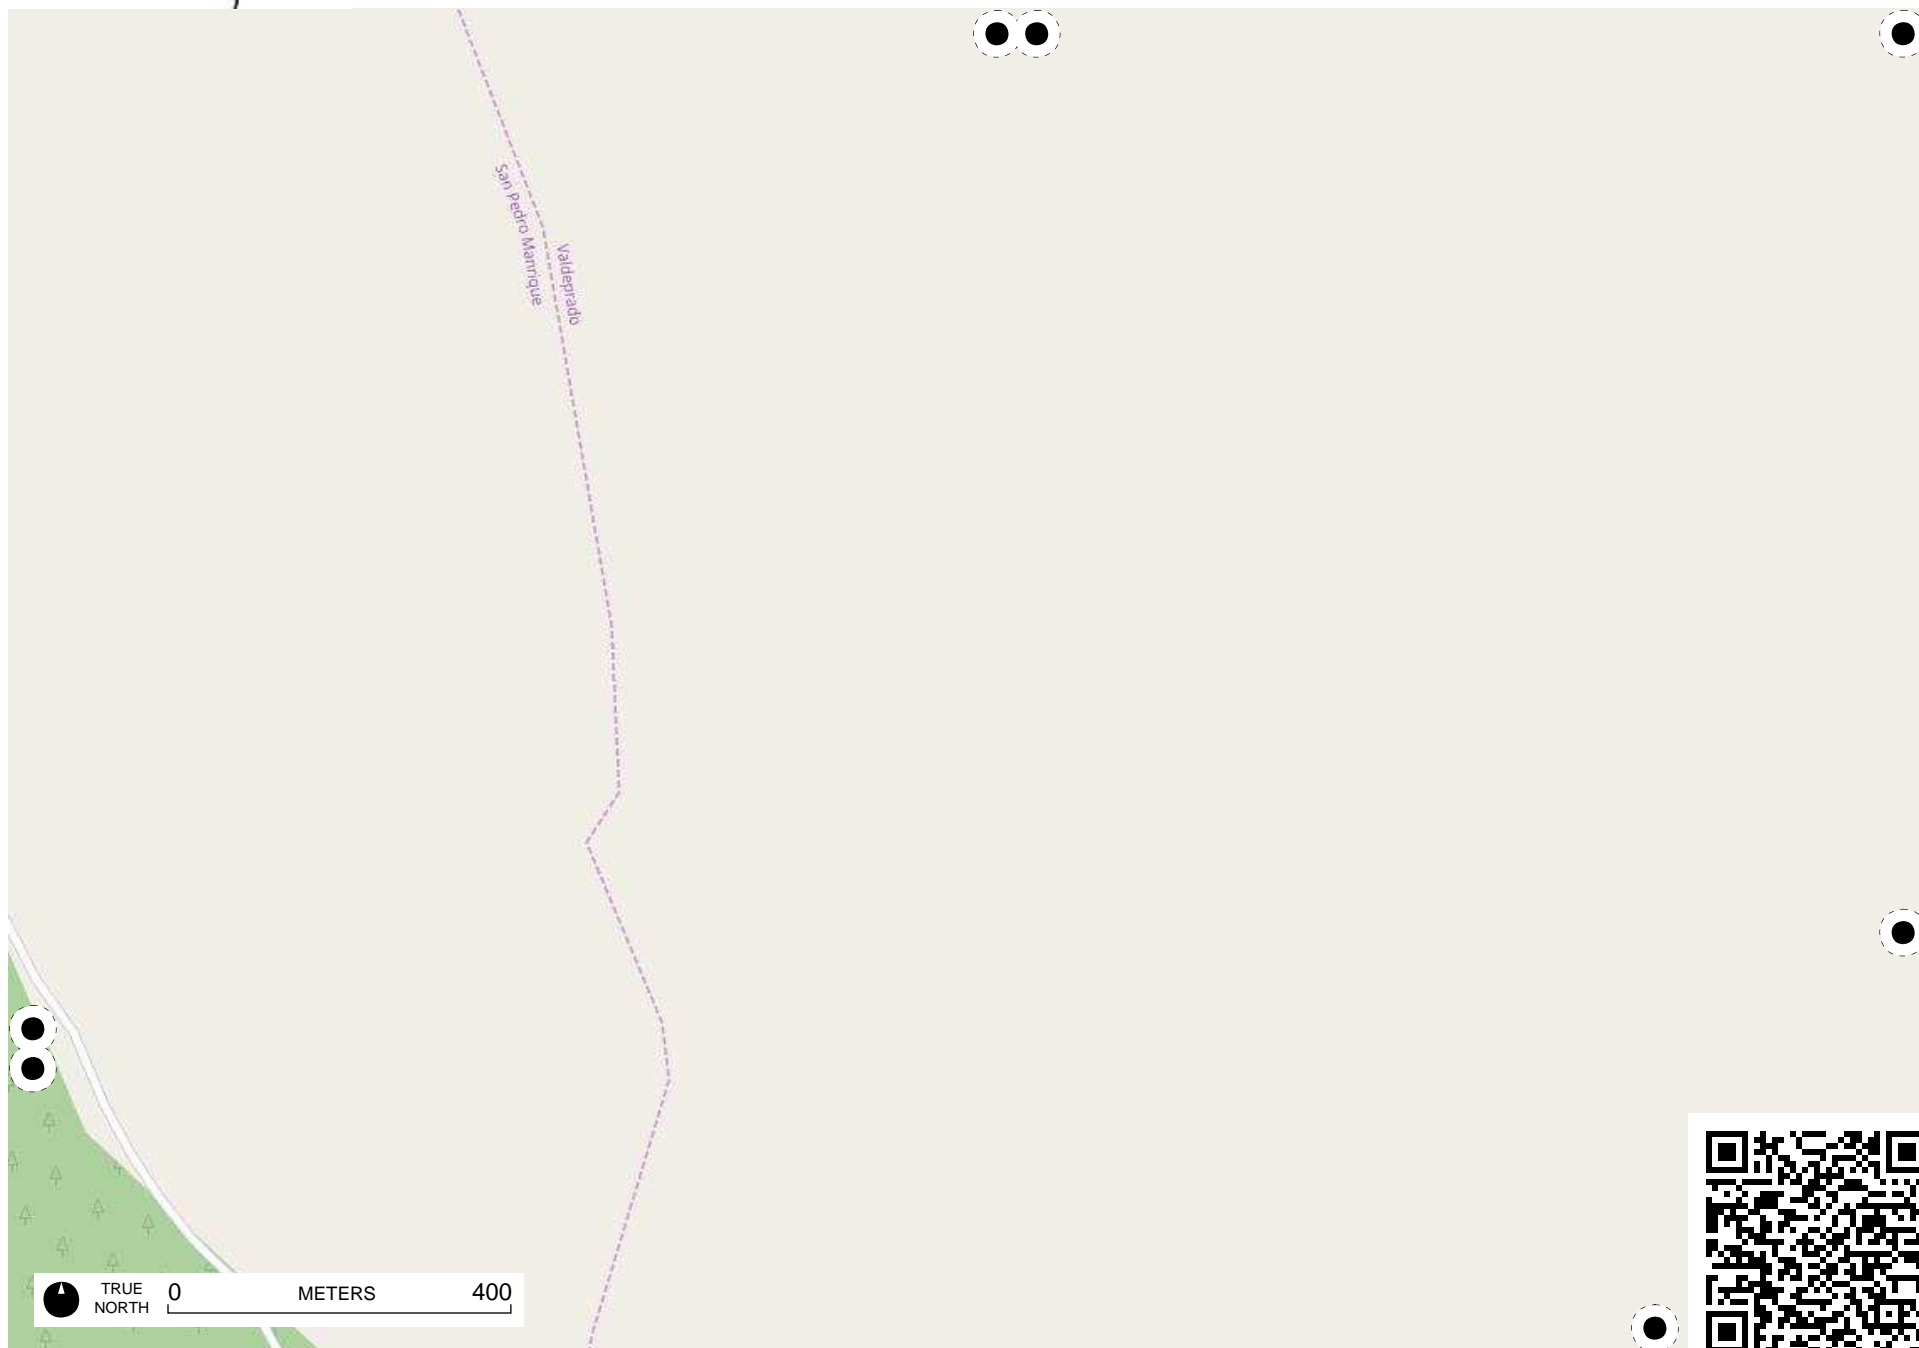 San Pedro Manrique
Valdeprado
TRUE
NORTH
0 METERS 400